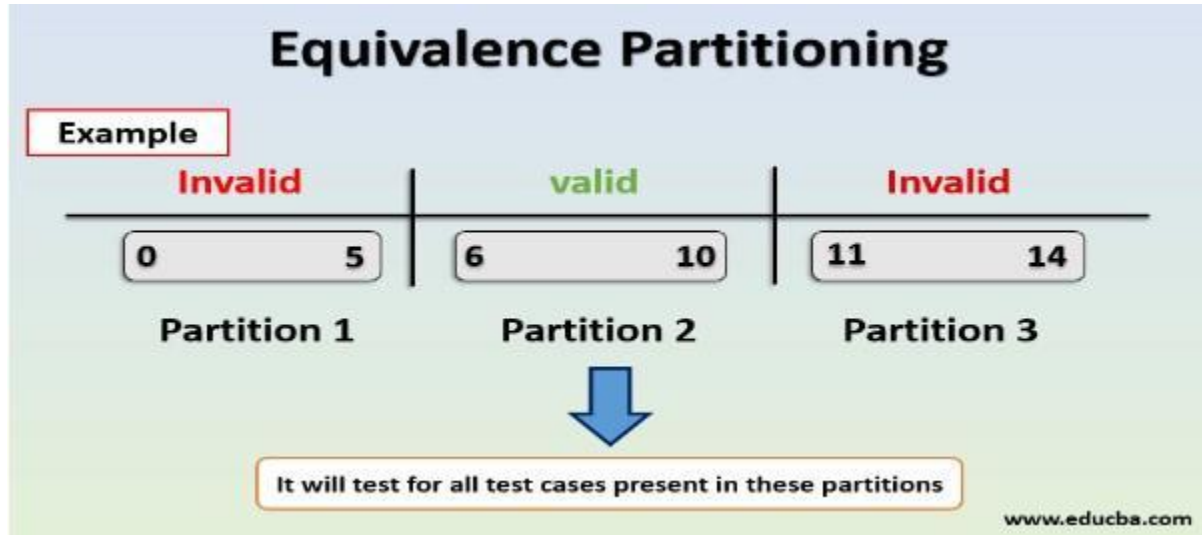 Equivalence Partitioning
Example
Invalid valid Invalid
0 5 6 10 11 14
Partition 1 Partition 2 Partition 3
It will test for all test cases present in these partitions
www.educba.com